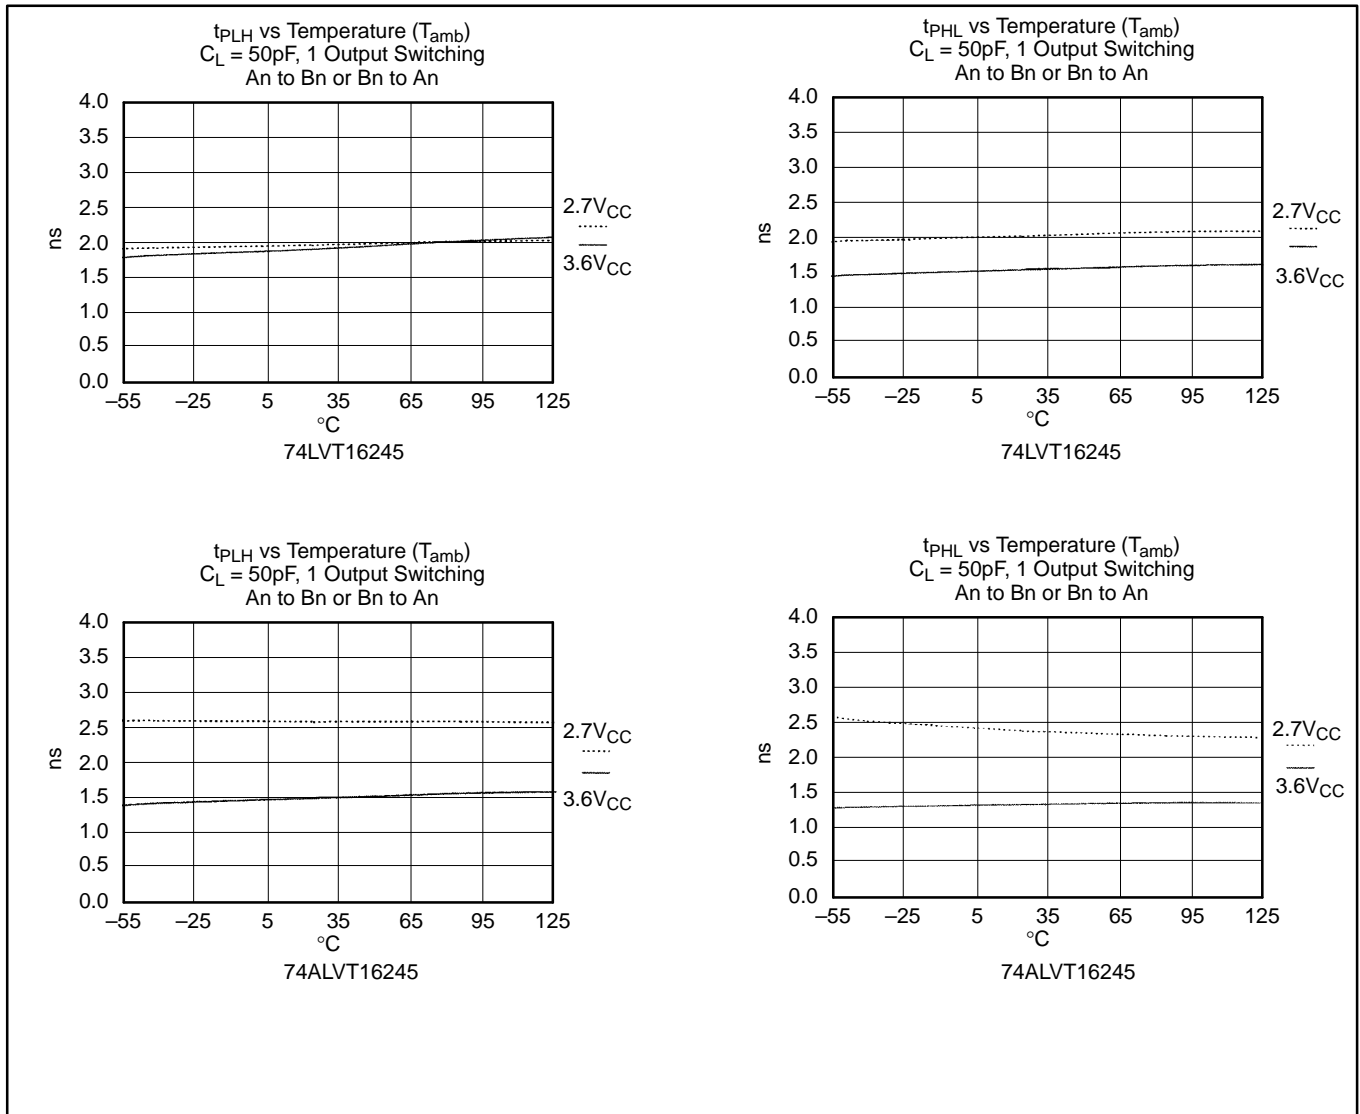 tPLH vs Temperature (Tamb)
CL = 50pF, 1 Output Switching
An to Bn or Bn to An
4.0
3.5
3.0
2.5
2.0
1.5
1.0
0.5
0.0
ns
–55 –25 5 35 65 95 125
°C
74LVT16245
2.7VCC
3.6VCC
tPHL vs Temperature (Tamb)
CL = 50pF, 1 Output Switching
An to Bn or Bn to An
4.0
3.5
3.0
2.5
2.0
1.5
1.0
0.5
0.0
ns
–55 –25 5 35 65 95 125
°C
74LVT16245
2.7VCC
3.6VCC
tPLH vs Temperature (Tamb)
CL = 50pF, 1 Output Switching
An to Bn or Bn to An
4.0
3.5
3.0
2.5
2.0
1.5
1.0
0.5
0.0
ns
–55 –25 5 35 65 95 125
°C
74ALVT16245
2.7VCC
3.6VCC
tPHL vs Temperature (Tamb)
CL = 50pF, 1 Output Switching
An to Bn or Bn to An
4.0
3.5
3.0
2.5
2.0
1.5
1.0
0.5
0.0
ns
–55 –25 5 35 65 95 125
°C
74ALVT16245
2.7VCC
3.6VCC